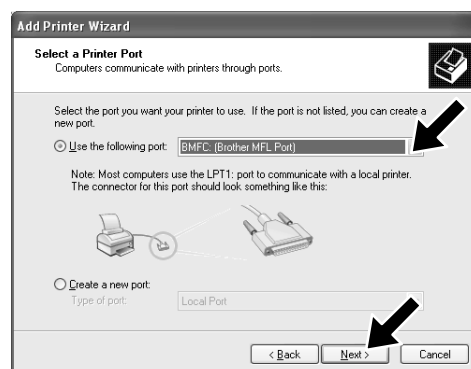 Add Printer Wizard
Select a Printer Port
Computers communicate with printers through ports.
Select the port you want your printer to use. If the port is not listed, you can create a
new port.
Use the following port:
BMFC: (Brother MFL Port)
Note: Most computers use the LPT1: port to communicate with a local printer.
The connector for this port should look something like this:
Create a new port:
Type of port:
Local Port
< Back
Next >
Cancel